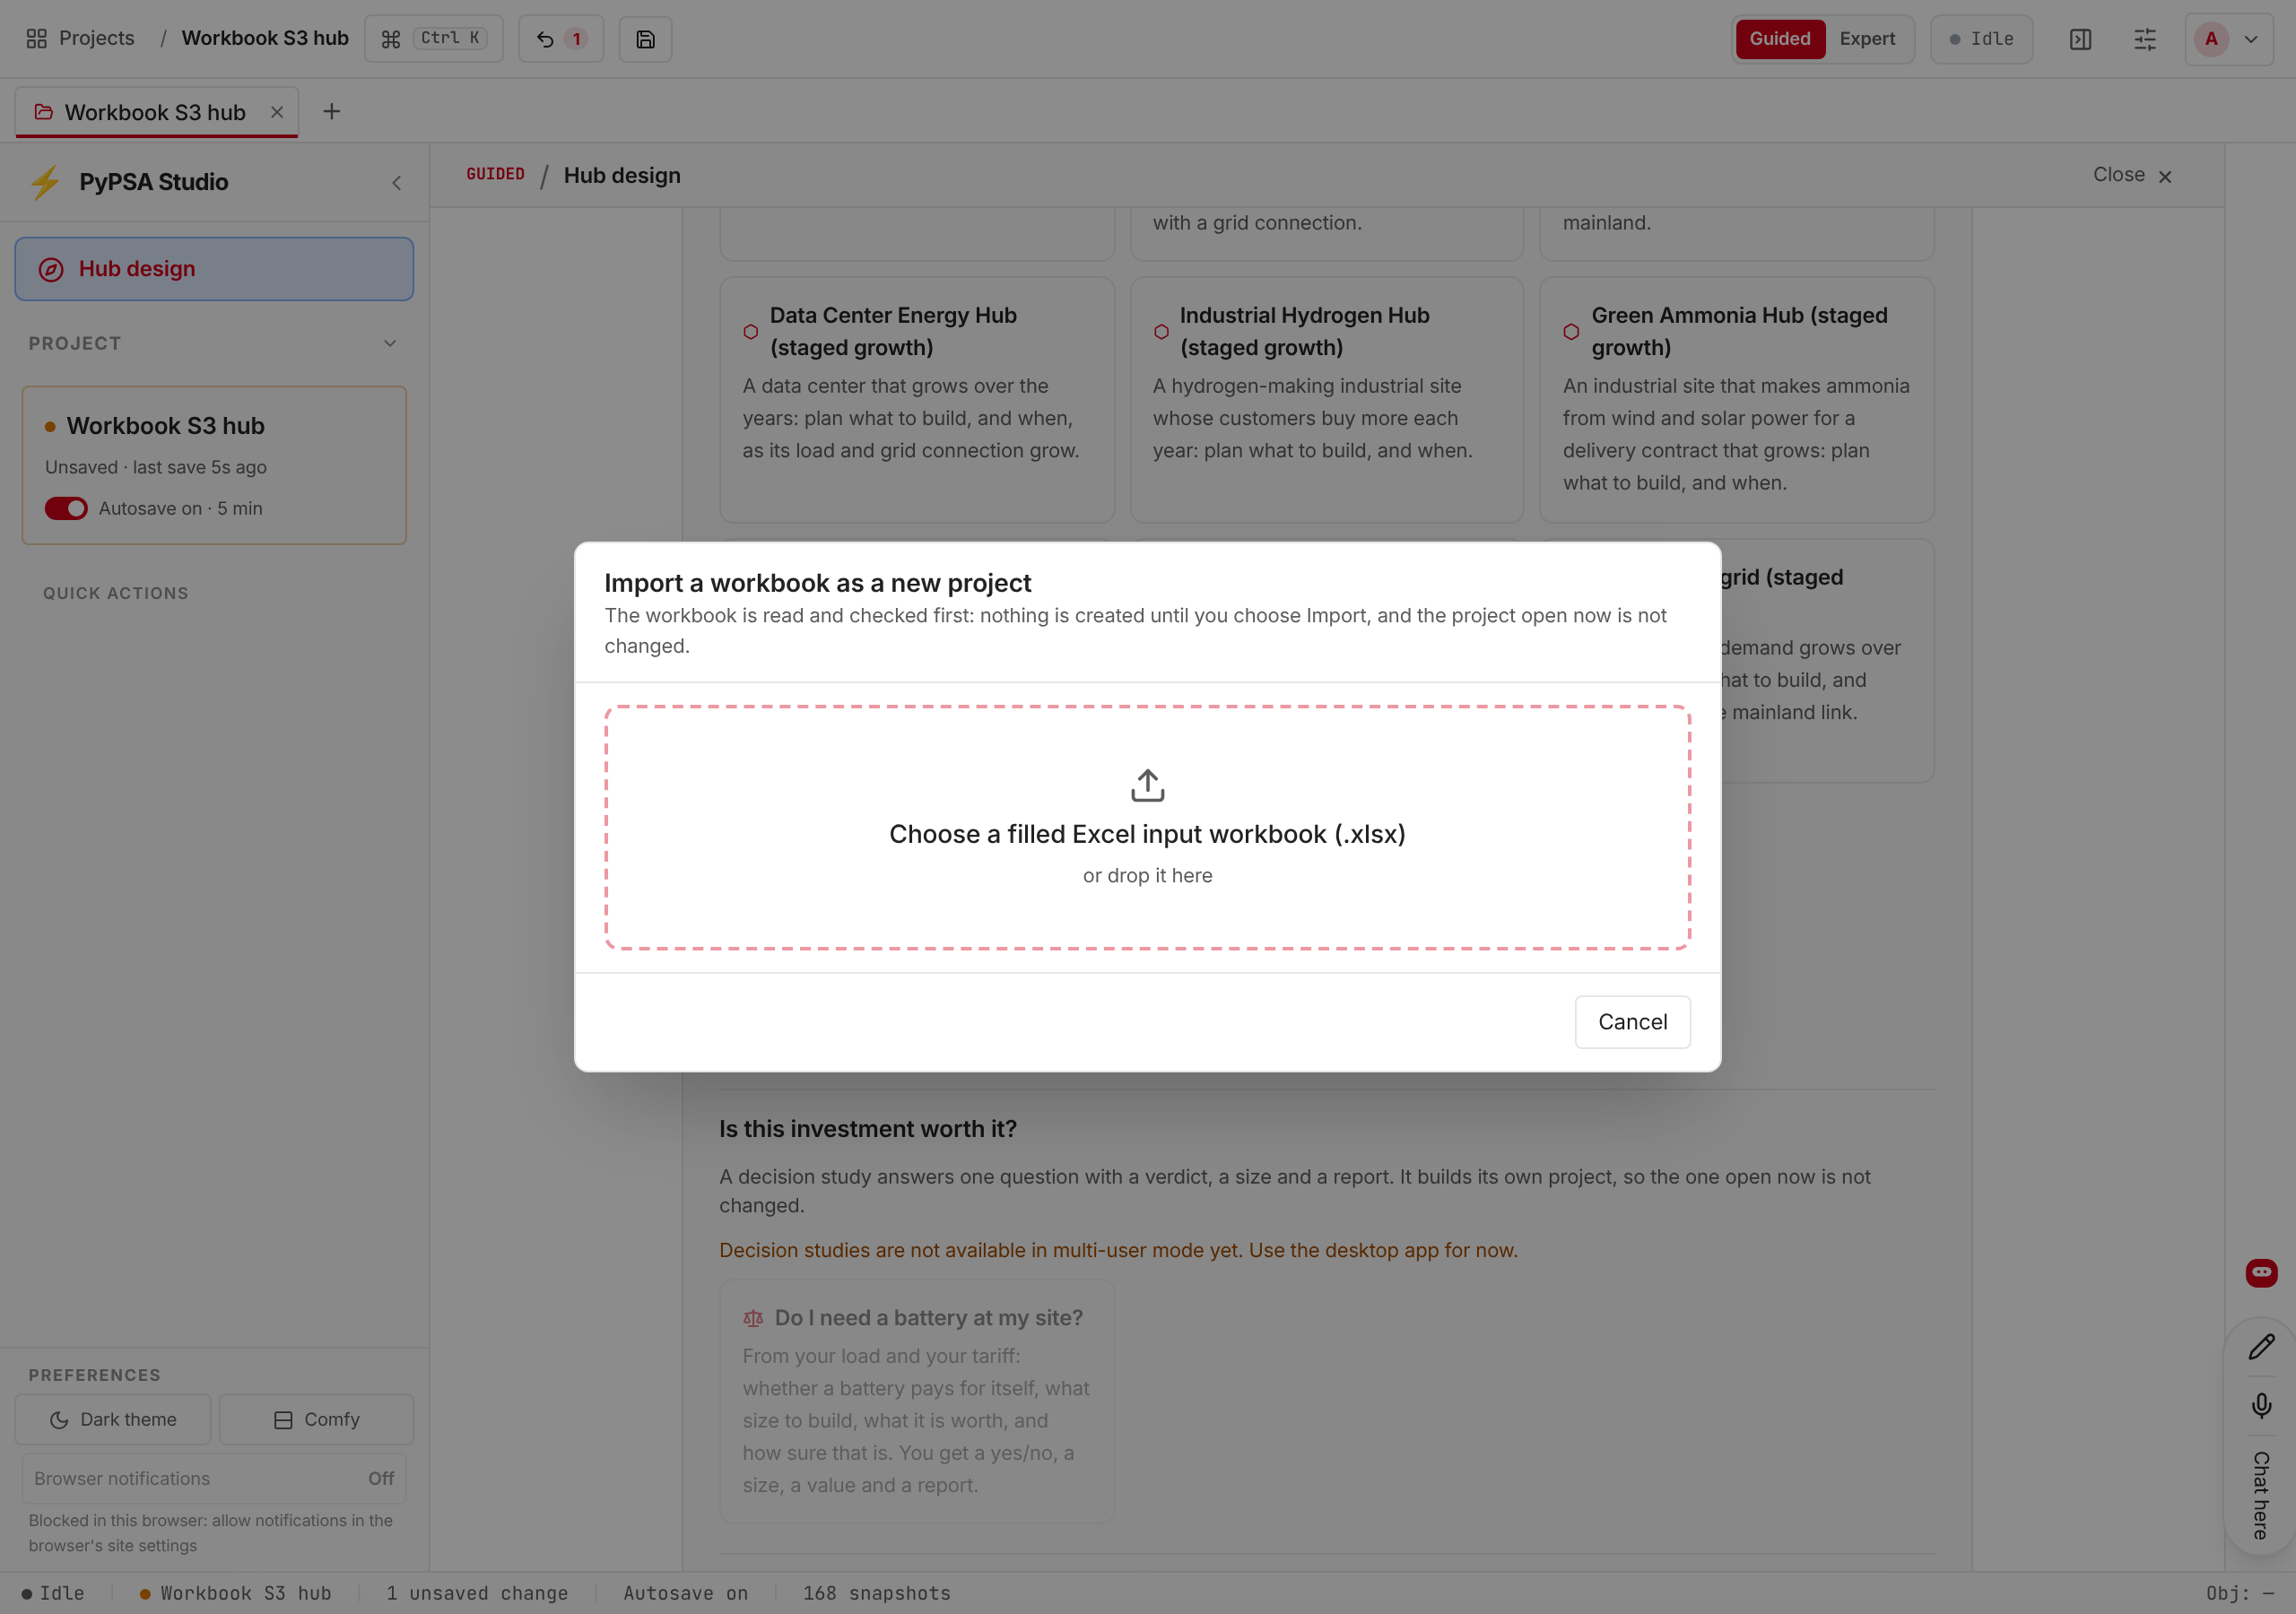 Projects / Workbook S3 hub
Ctrl K
1
Guided
Expert
Idle
A
Workbook S3 hub
PyPSA Studio
GUIDED / Hub design
Close
Hub design
PROJECT
Workbook S3 hub
Unsaved · last save 5s ago
Autosave on · 5 min
QUICK ACTIONS
with a grid connection.
mainland.
Data Center Energy Hub
(staged growth)
A data center that grows over the
years: plan what to build, and when,
as its load and grid connection grow.
Industrial Hydrogen Hub
(staged growth)
A hydrogen-making industrial site
whose customers buy more each
year: plan what to build, and when.
Green Ammonia Hub (staged
growth)
An industrial site that makes ammonia
from wind and solar power for a
delivery contract that grows: plan
what to build, and when.
grid (staged
demand grows over
hat to build, and
mainland link.
Import a workbook as a new project
The workbook is read and checked first: nothing is created until you choose Import, and the project open now is not
changed.
Choose a filled Excel input workbook (.xlsx)
or drop it here
Cancel
Is this investment worth it?
A decision study answers one question with a verdict, a size and a report. It builds its own project, so the one open now is not
changed.
Decision studies are not available in multi-user mode yet. Use the desktop app for now.
Do I need a battery at my site?
From your load and your tariff:
whether a battery pays for itself, what
size to build, what it is worth, and
how sure that is. You get a yes/no, a
size, a value and a report.
PREFERENCES
Dark theme
Comfy
Browser notifications
Off
Blocked in this browser: allow notifications in the
browser's site settings
Chat here
Idle
Workbook S3 hub
1 unsaved change
Autosave on
168 snapshots
Obj: —